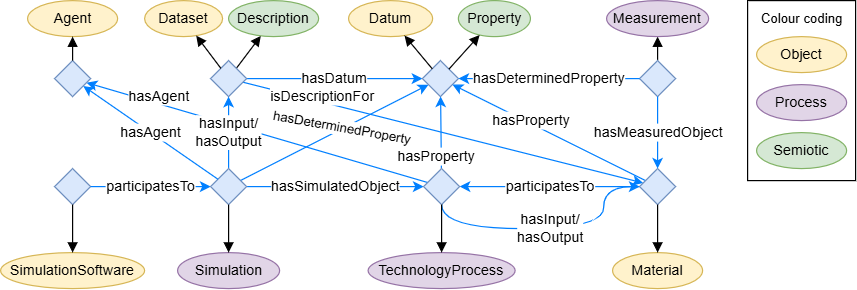 Agent
Dataset
Description
Datum
Property
Measurement
Colour coding
Object
Process
Semiotic
hasDatum
hasDeterminedProperty
isDescriptionFor
hasAgent
hasAgent
hasInput/
hasOutput
hasDeterminedProperty
hasProperty
hasProperty
hasMeasuredObject
participatesTo
hasSimulatedObject
participatesTo
hasInput/
hasOutput
SimulationSoftware
Simulation
TechnologyProcess
Material